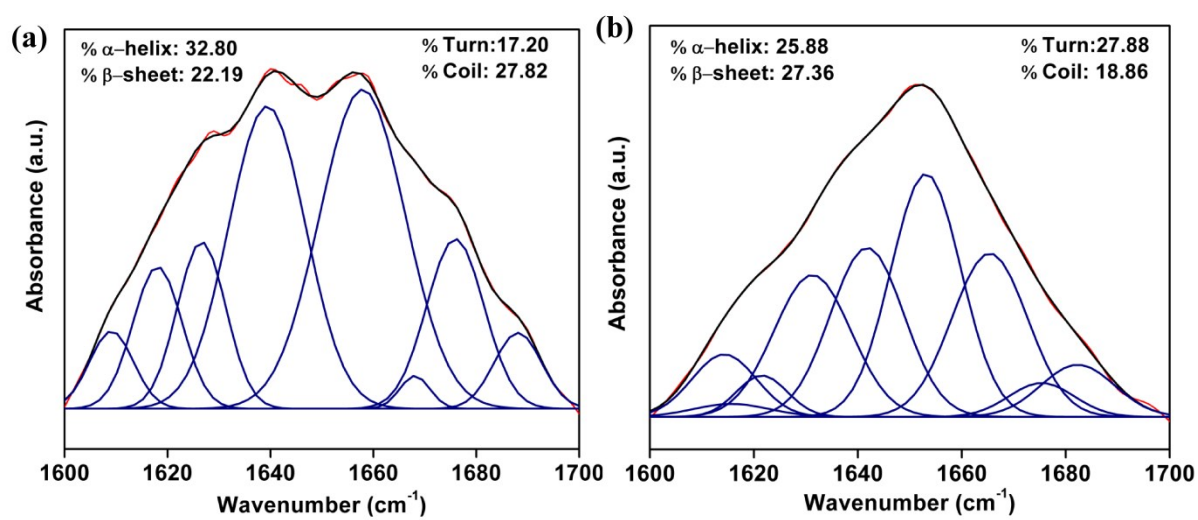 (a)
% α−helix: 32.80
% β−sheet: 22.19
% Turn:17.20
% Coil: 27.82
Absorbance (a.u.)
1600 1620 1640 1660 1680 1700
Wavenumber (cm⁻¹)
(b)
% α−helix: 25.88
% β−sheet: 27.36
% Turn:27.88
% Coil: 18.86
Absorbance (a.u.)
1600 1620 1640 1660 1680 1700
Wavenumber (cm⁻¹)